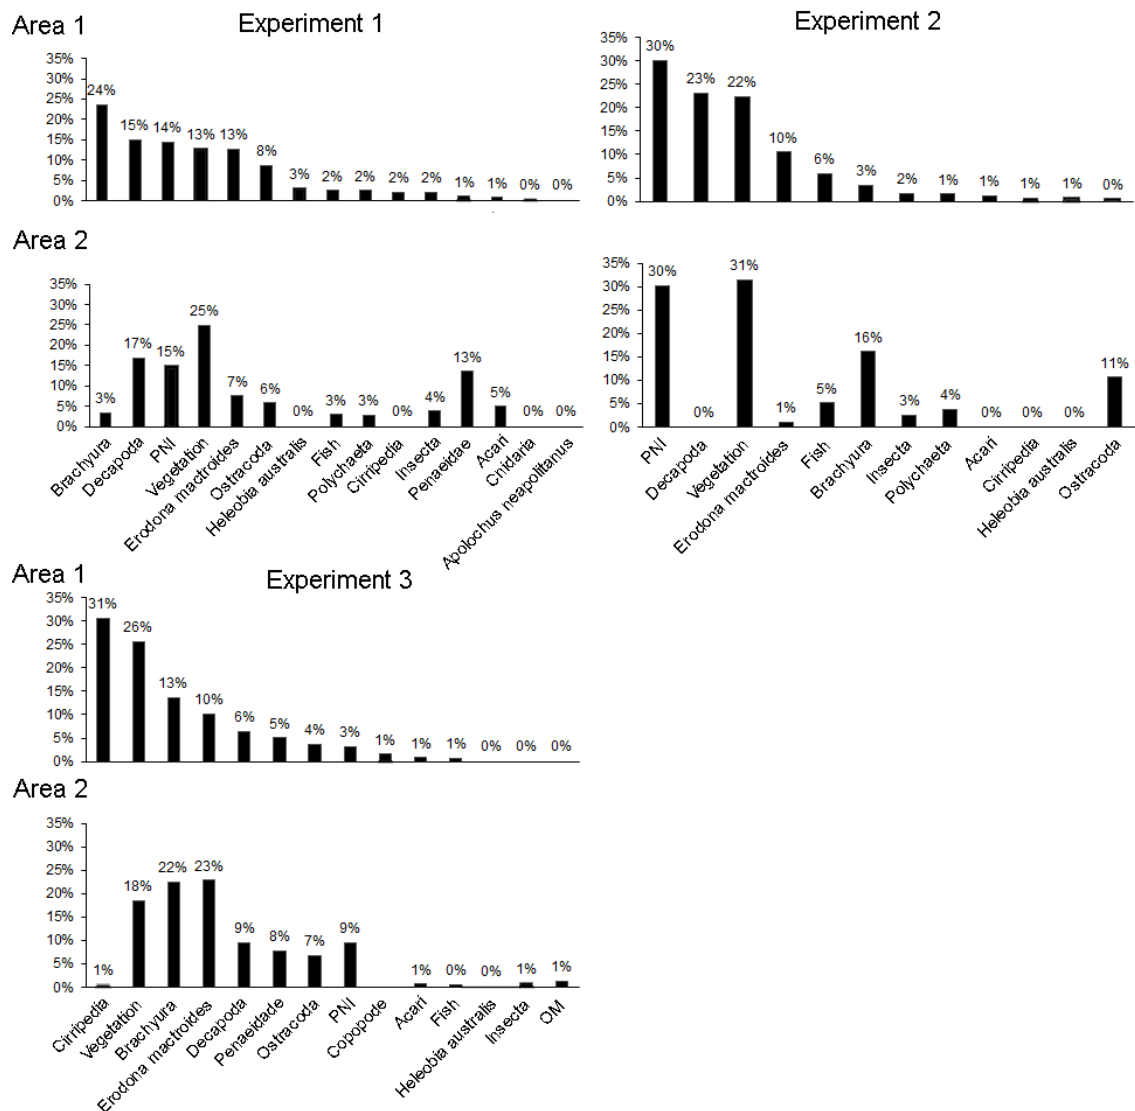 Area 1
Experiment 1
35%
30%
25%
20%
15%
10%
5%
0%
24%
15%
14%
13%
13%
8%
3%
2%
2%
2%
2%
1%
1%
0%
0%
Experiment 2
35%
30%
25%
20%
15%
10%
5%
0%
30%
23%
22%
10%
6%
3%
2%
1%
1%
1%
1%
0%
Area 2
35%
30%
25%
20%
15%
10%
5%
0%
3%
17%
15%
25%
7%
6%
0%
3%
3%
0%
4%
13%
5%
0%
0%
Brachyura
Decapoda
PNI
Vegetation
Erodona mactroides
Ostracoda
Heleobia australis
Fish
Polychaeta
Cirripedia
Insecta
Penaeidae
Acari
Cnidaria
Apolochus neapolitanus
35%
30%
25%
20%
15%
10%
5%
0%
30%
0%
31%
1%
5%
16%
3%
4%
0%
0%
0%
11%
PNI
Decapoda
Vegetation
Erodona mactroides
Fish
Brachyura
Insecta
Polychaeta
Acari
Cirripedia
Heleobia australis
Ostracoda
Area 1
Experiment 3
35%
30%
25%
20%
15%
10%
5%
0%
31%
26%
13%
10%
6%
5%
4%
3%
1%
1%
1%
0%
0%
0%
Area 2
35%
30%
25%
20%
15%
10%
5%
0%
1%
18%
22%
23%
9%
8%
7%
9%
1%
0%
0%
1%
1%
Cirripedia
Vegetation
Brachyura
Erodona mactroides
Decapoda
Penaeidade
Ostracoda
PNI
Copopode
Acari
Fish
Heleobia australis
Insecta
OM